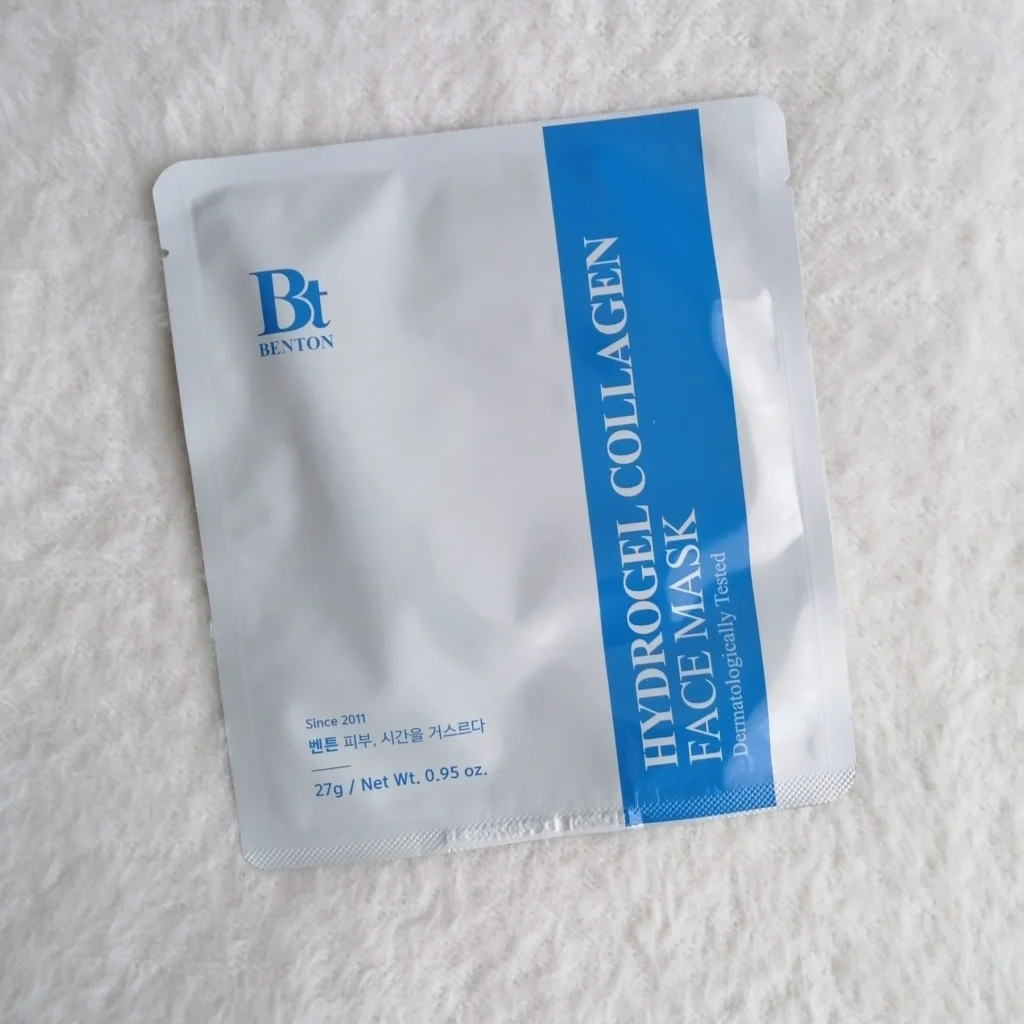 Bt
BENTON
HYDROGEL COLLAGEN
FACE MASK
Dermatologically Tested
Since 2011
벤튼 피부, 시간을 거스르다
27g / Net Wt. 0.95 oz.